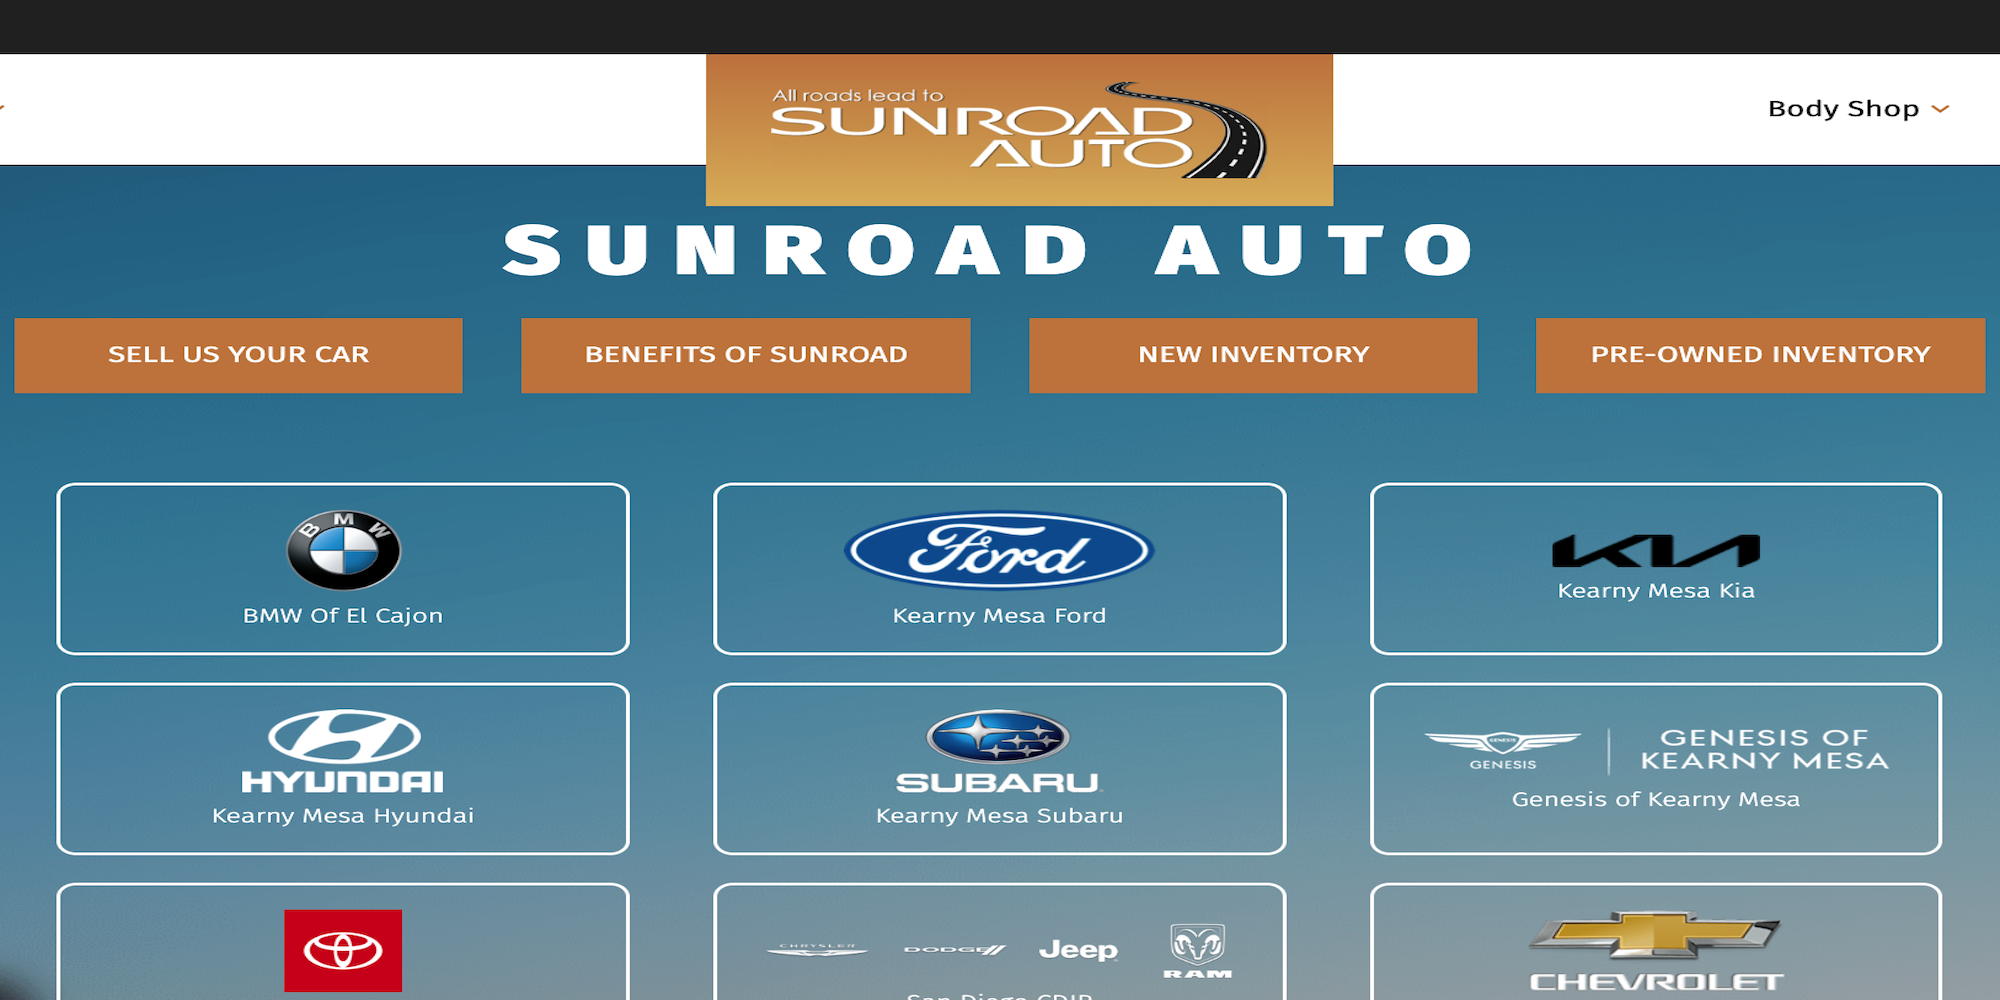 All roads lead to
SUNROAD
AUTO
Body Shop
SUNROAD AUTO
SELL US YOUR CAR
BENEFITS OF SUNROAD
NEW INVENTORY
PRE-OWNED INVENTORY
BMW
BMW Of El Cajon
Ford
Kearny Mesa Ford
KIA
Kearny Mesa Kia
HYUNDAI
Kearny Mesa Hyundai
SUBARU
Kearny Mesa Subaru
GENESIS
GENESIS
GENESIS OF
KEARNY MESA
Genesis of Kearny Mesa
CHRYSLER
DODGE
Jeep
RAM
San Diego CDJR
CHEVROLET